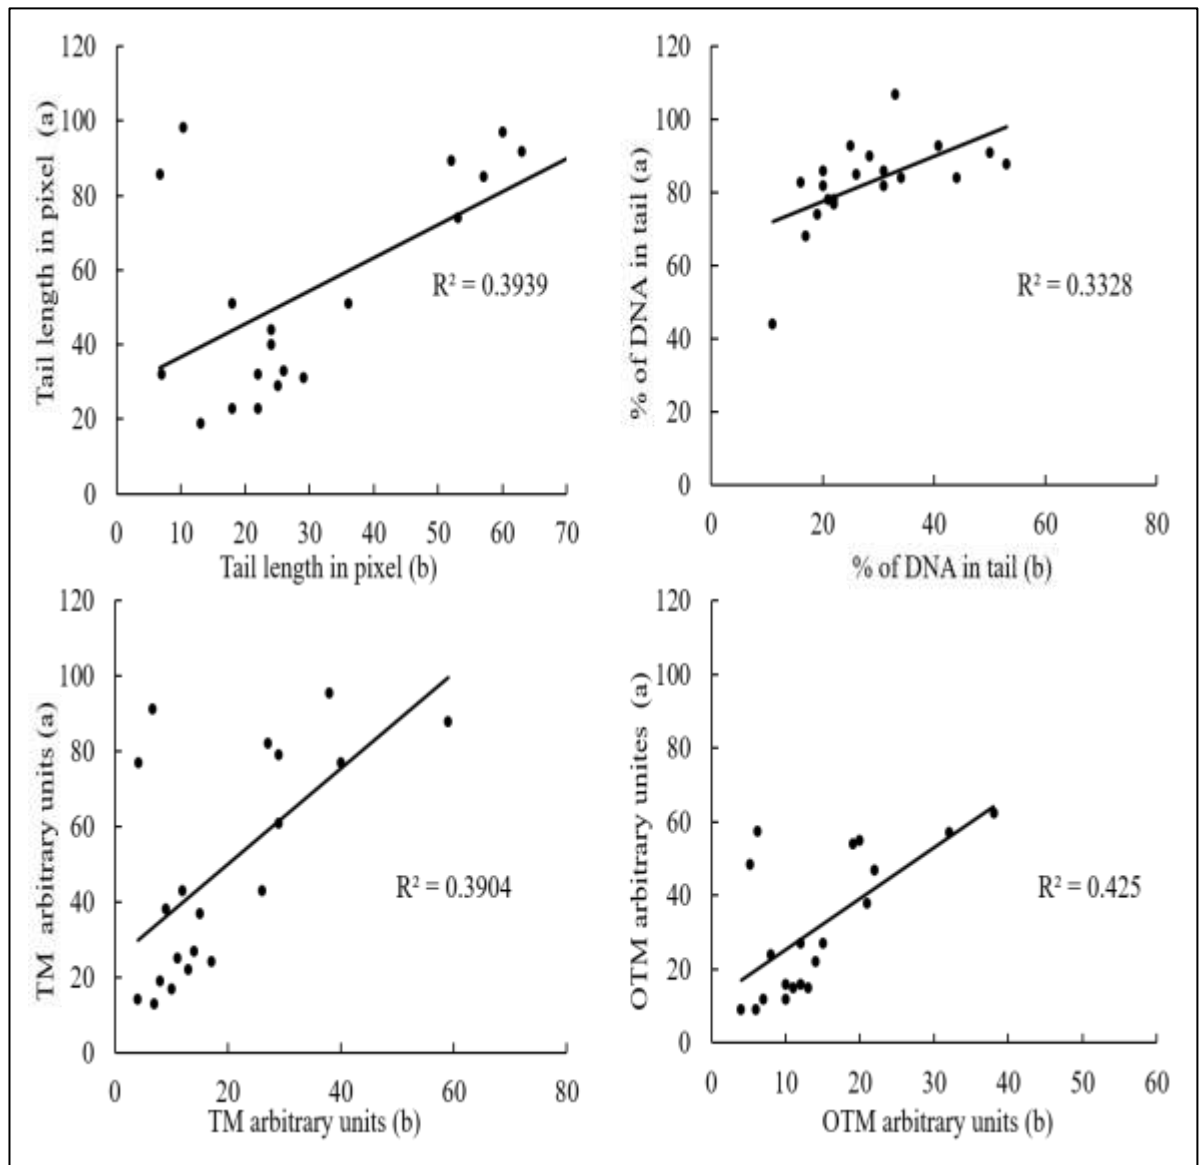 120
100
80
60
40
20
0
Tail length in pixel (a)
R² = 0.3939
0 10 20 30 40 50 60 70
Tail length in pixel (b)
120
100
80
60
40
20
0
% of DNA in tail (a)
R² = 0.3328
0 20 40 60 80
% of DNA in tail (b)
120
100
80
60
40
20
0
TM arbitrary units (a)
R² = 0.3904
0 20 40 60 80
TM arbitrary units (b)
120
100
80
60
40
20
0
OTM arbitrary unites (a)
R² = 0.425
0 10 20 30 40 50 60
OTM arbitrary units (b)